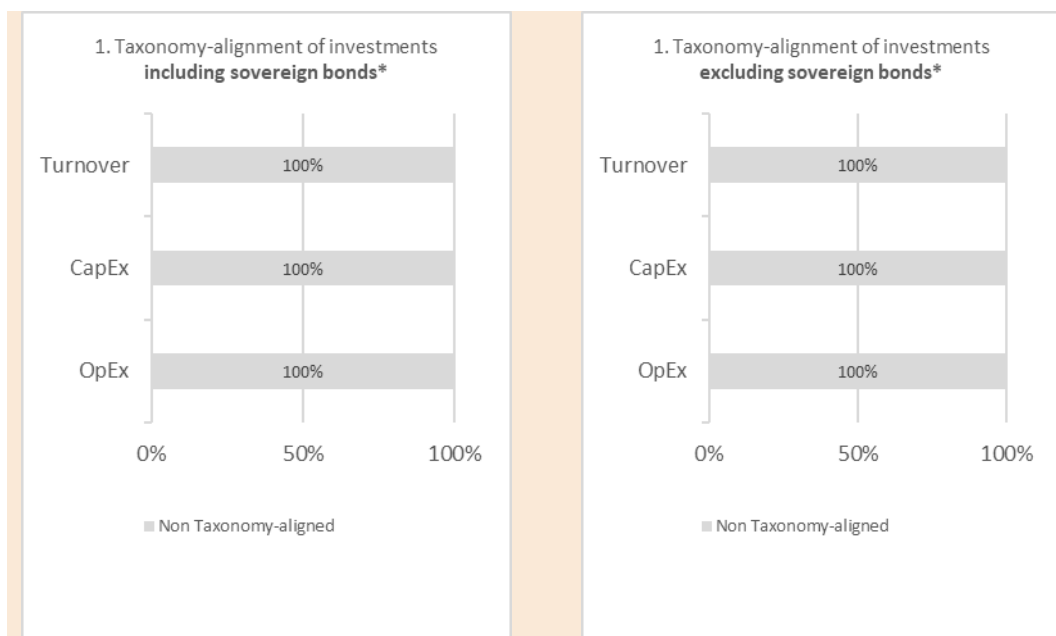 1. Taxonomy-alignment of investments
including sovereign bonds*
Turnover
100%
CapEx
100%
OpEx
100%
0%
50%
100%
Non Taxonomy-aligned
1. Taxonomy-alignment of investments
excluding sovereign bonds*
Turnover
100%
CapEx
100%
OpEx
100%
0%
50%
100%
Non Taxonomy-aligned